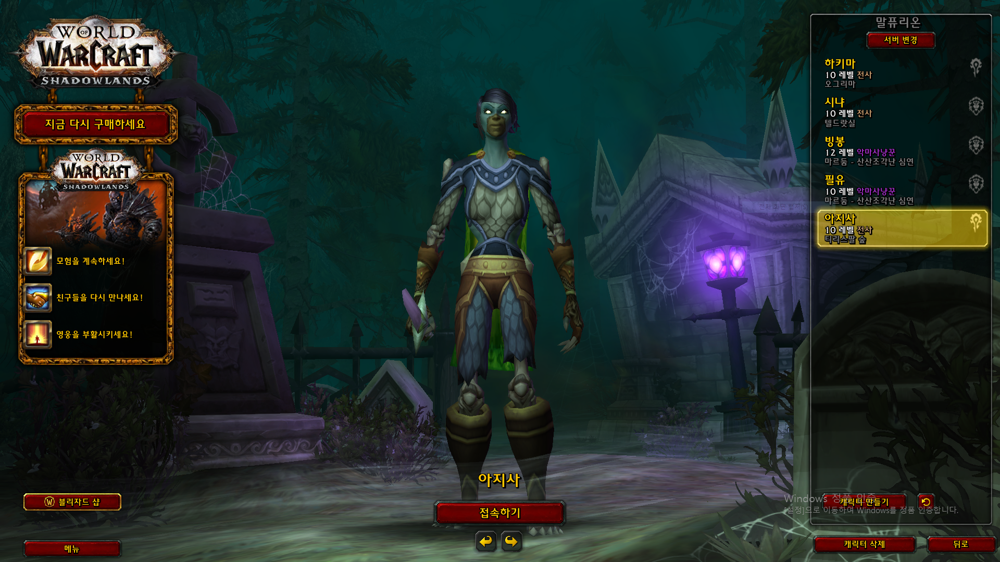 WORLD OF WARCRAFT
SHADOWLANDS
지금 다시 구매하세요
WORLD OF WARCRAFT
SHADOWLANDS
모험을 계속하세요!
친구들을 다시 만나세요!
영웅을 부활시키세요!
블리자드 샵
메뉴
아지사
접속하기
말퓨리온
서버 변경
하키마
10 레벨 전사
오그리마
시냐
10 레벨 전사
텔드랏실
빙봉
12 레벨 악마사냥꾼
마르둠 - 산산조각난 심연
필유
10 레벨 악마사냥꾼
마르둠 - 산산조각난 심연
아지사
10 레벨 전사
티리스팔 숲
Windows 정품 인증
캐릭터 만들기
[설정]으로 이동하여 Windows를 정품 인증합니다.
캐릭터 삭제
뒤로